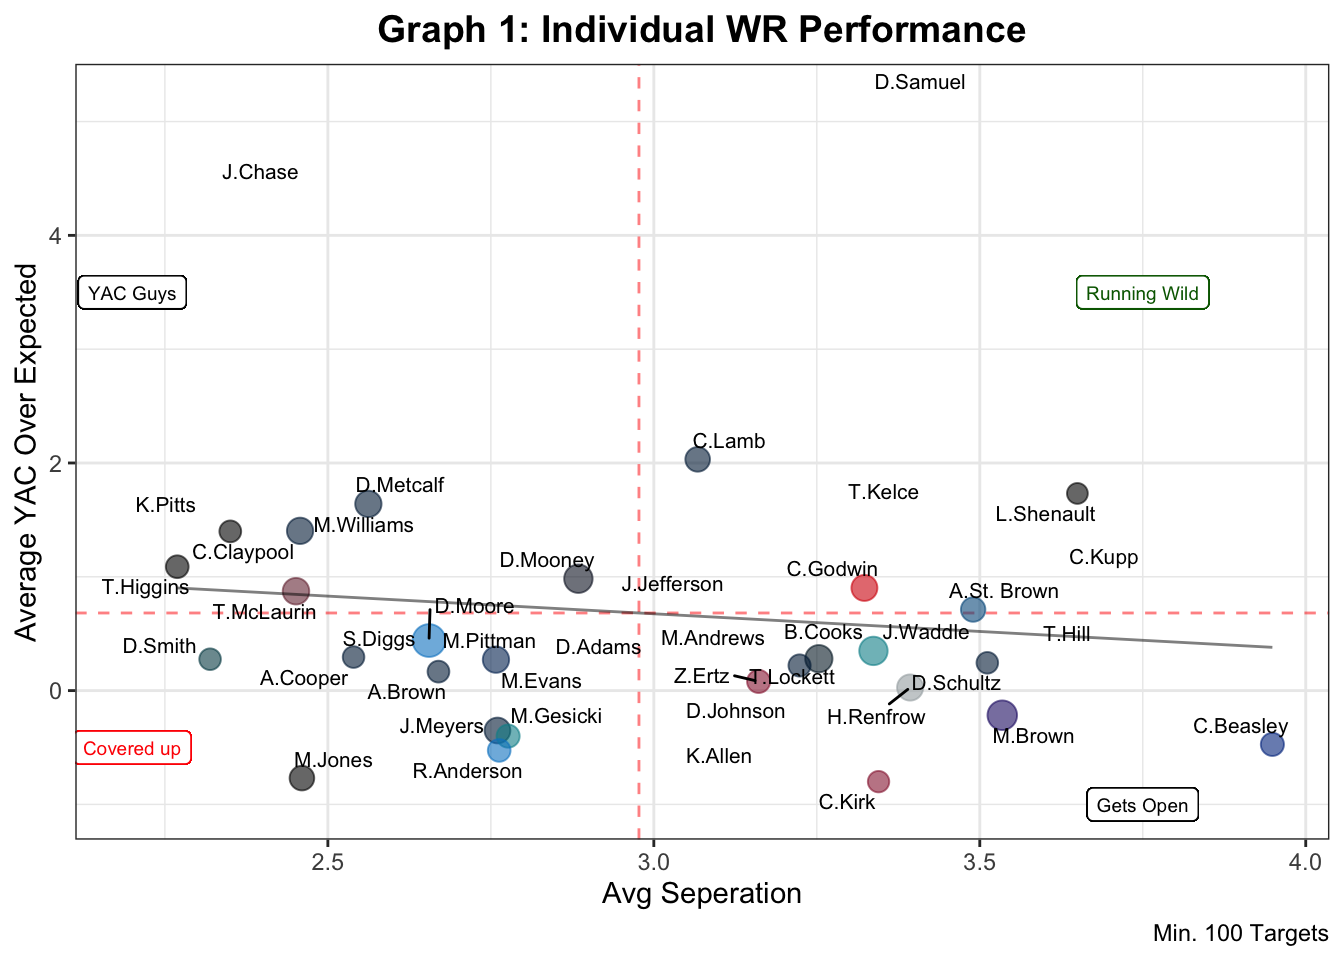 Graph 1: Individual WR Performance
D.Samuel
J.Chase
4
YAC Guys
Running Wild
C.Lamb
2
D.Metcalf
T.Kelce
K.Pitts
L.Shenault
M.Williams
C.Claypool
C.Kupp
D.Mooney
C.Godwin
T.Higgins
J.Jefferson
A.St. Brown
T.McLaurin
D.Moore
D.Smith
S.Diggs
M.Pittman
D.Adams
M.Andrews
B.Cooks
J.Waddle
T.Hill
A.Cooper
Z.Ertz
T.Lockett
D.Schultz
A.Brown
M.Evans
0
D.Johnson
H.Renfrow
J.Meyers
M.Gesicki
M.Brown
C.Beasley
Covered up
M.Jones
R.Anderson
K.Allen
C.Kirk
Gets Open
Average YAC Over Expected
2.5
3.0
3.5
4.0
Avg Seperation
Min. 100 Targets